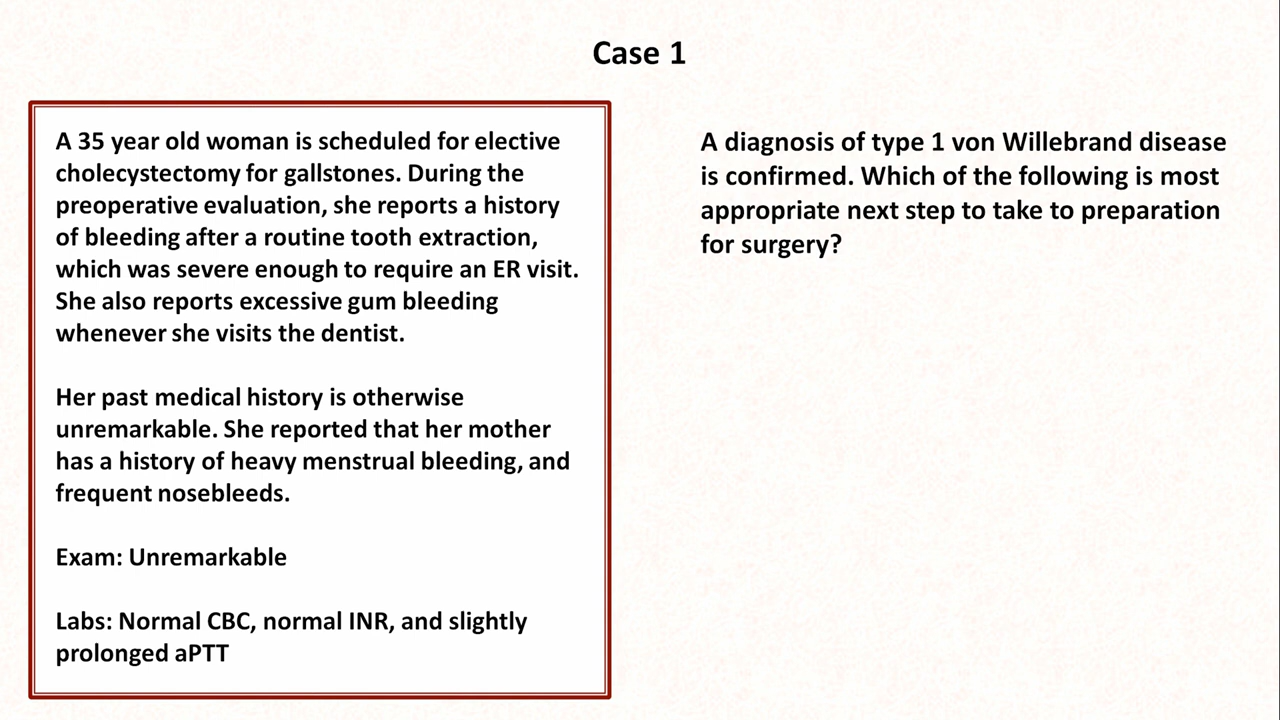 Case 1
A 35 year old woman is scheduled for elective
cholecystectomy for gallstones. During the
preoperative evaluation, she reports a history
of bleeding after a routine tooth extraction,
which was severe enough to require an ER visit.
She also reports excessive gum bleeding
whenever she visits the dentist.
Her past medical history is otherwise
unremarkable. She reported that her mother
has a history of heavy menstrual bleeding, and
frequent nosebleeds.
Exam: Unremarkable
Labs: Normal CBC, normal INR, and slightly
prolonged aPTT
A diagnosis of type 1 von Willebrand disease
is confirmed. Which of the following is most
appropriate next step to take to preparation
for surgery?